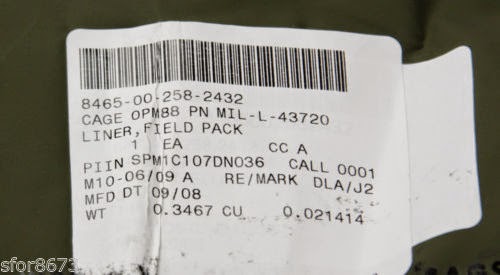 8465-00-258-2432
CAGE 0PM88 PN MIL-L-43720
LINER, FIELD PACK
1 EA CC A
PIIN SPM1C107DN036 CALL 0001
M10-06/09 A RE/MARK DLA/J2
MFD DT 09/08
WT 0.3467 CU 0.021414
sfor8673